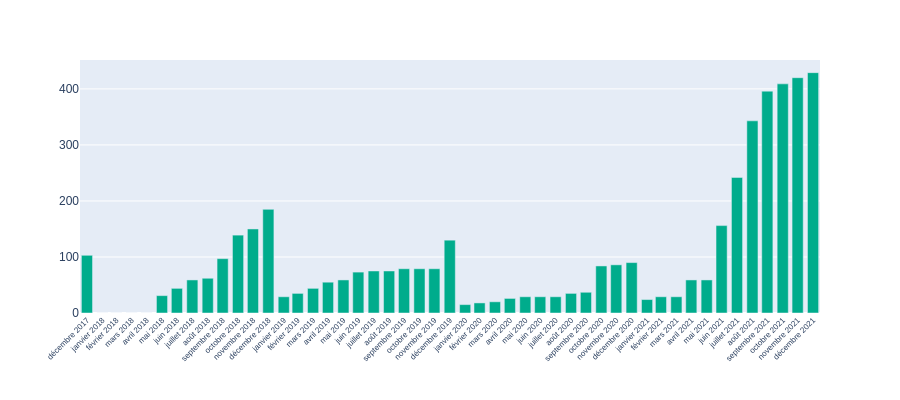 400
300
200
100
0
décembre 2017
janvier 2018
février 2018
mars 2018
avril 2018
mai 2018
juin 2018
juillet 2018
août 2018
septembre 2018
octobre 2018
novembre 2018
décembre 2018
janvier 2019
février 2019
mars 2019
avril 2019
mai 2019
juin 2019
juillet 2019
août 2019
septembre 2019
octobre 2019
novembre 2019
décembre 2019
janvier 2020
février 2020
mars 2020
avril 2020
mai 2020
juin 2020
juillet 2020
août 2020
septembre 2020
octobre 2020
novembre 2020
décembre 2020
janvier 2021
février 2021
mars 2021
avril 2021
mai 2021
juin 2021
juillet 2021
août 2021
septembre 2021
octobre 2021
novembre 2021
décembre 2021